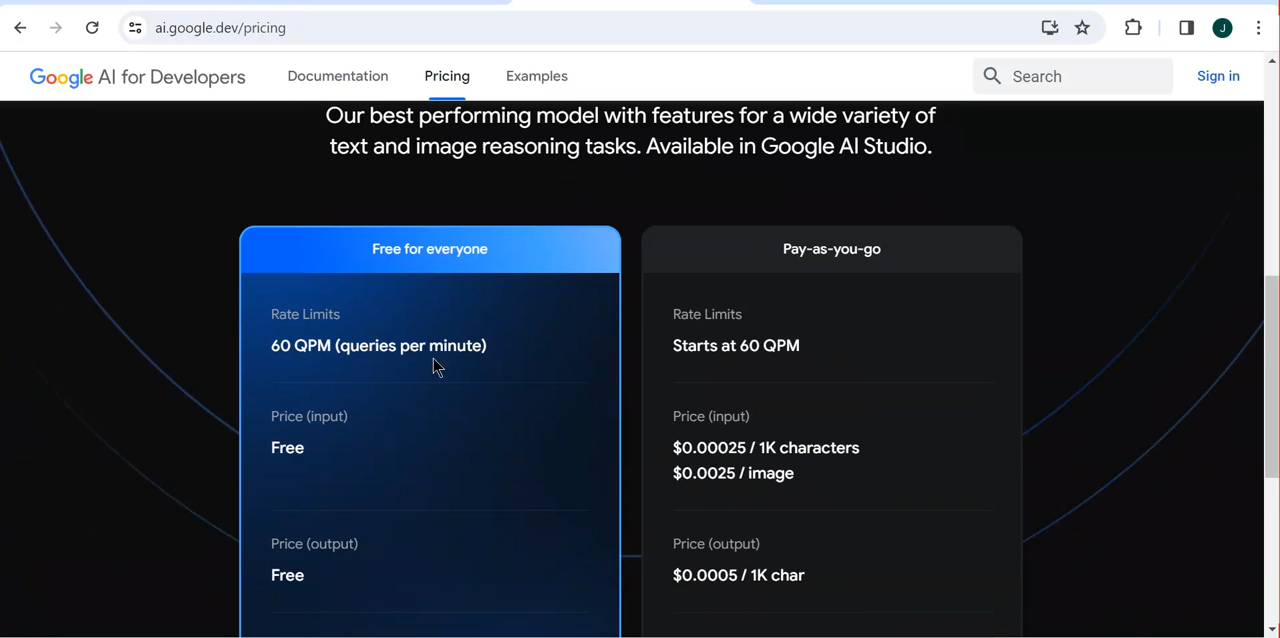 ai.google.dev/pricing
J
Google AI for Developers
Documentation
Pricing
Examples
Search
Sign in
Our best performing model with features for a wide variety of
text and image reasoning tasks. Available in Google AI Studio.
Free for everyone
Rate Limits
60 QPM (queries per minute)
Price (input)
Free
Price (output)
Free
Pay-as-you-go
Rate Limits
Starts at 60 QPM
Price (input)
$0.00025 / 1K characters
$0.0025 / image
Price (output)
$0.0005 / 1K char